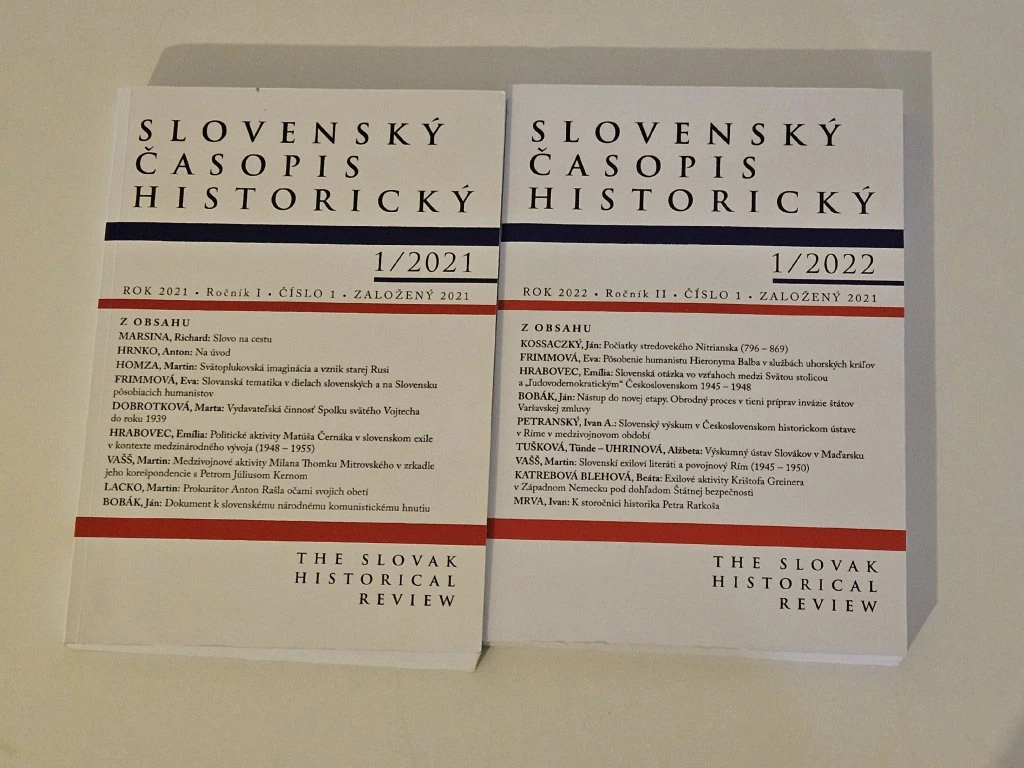 SLOVENSKÝ
ČASOPIS
HISTORICKÝ
1/2021
ROK 2021 • Ročník I • ČÍSLO 1 • ZALOŽENÝ 2021
Z OBSAHU
MARSINA, Richard: Slovo na cestu
HRNKO, Anton: Na úvod
HOMZA, Martin: Svätoplukovská imaginácia a vznik starej Rusi
FRIMMOVÁ, Eva: Slovanská tematika v dielach slovenských a na Slovensku
pôsobiacich humanistov
DOBROTKOVÁ, Marta: Vydavateľská činnosť Spolku svätého Vojtecha
do roku 1939
HRABOVEC, Emília: Politické aktivity Matúša Černáka v slovenskom exile
v kontexte medzinárodného vývoja (1948 – 1955)
VAŠŠ, Martin: Medzivojnové aktivity Milana Thomku Mitrovského v zrkadle
jeho korešpondencie s Petrom Júliusom Kernom
LACKO, Martin: Prokurátor Anton Rašla očami svojich obetí
BOBÁK, Ján: Dokument k slovenskému národnému komunistickému hnutiu
THE SLOVAK
HISTORICAL
REVIEW
SLOVENSKÝ
ČASOPIS
HISTORICKÝ
1/2022
ROK 2022 • Ročník II • ČÍSLO 1 • ZALOŽENÝ 2021
Z OBSAHU
KOSSACZKÝ, Ján: Počiatky stredovekého Nitrianska (796 – 869)
FRIMMOVÁ, Eva: Pôsobenie humanistu Hieronyma Balba v službách uhorských kráľov
HRABOVEC, Emília: Slovenská otázka vo vzťahoch medzi Svätou stolicou
a „ľudovodemokratickým“ Československom 1945 – 1948
BOBÁK, Ján: Nástup do novej etapy. Obrodný proces v tieni príprav invázie štátov
Varšavskej zmluvy
PETRANSKÝ, Ivan A.: Slovenský výskum v Československom historickom ústave
v Ríme v medzivojnovom období
TUŠKOVÁ, Tünde – UHRINOVÁ, Alžbeta: Výskumný ústav Slovákov v Maďarsku
VAŠŠ, Martin: Slovenskí exiloví literáti a povojnový Rím (1945 – 1950)
KATREBOVÁ BLEHOVÁ, Beáta: Exilové aktivity Krištofa Greinera
v Západnom Nemecku pod dohľadom Štátnej bezpečnosti
MRVA, Ivan: K storočnici historika Petra Ratkoša
THE SLOVAK
HISTORICAL
REVIEW